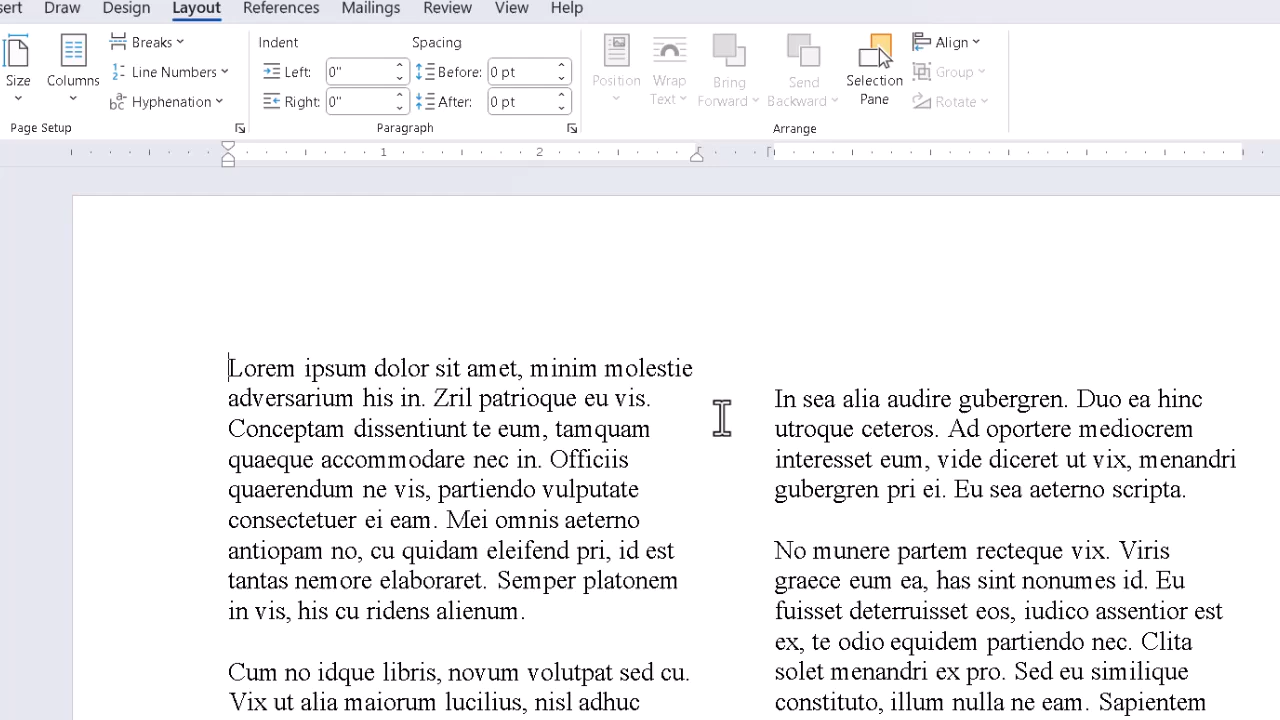 sert Draw Design Layout References Mailings Review View Help
Size
Columns
Breaks
Line Numbers
Hyphenation
Page Setup
Indent
Left: 0"
Right: 0"
Spacing
Before: 0 pt
After: 0 pt
Paragraph
Position
Wrap
Text
Bring
Forward
Send
Backward
Selection
Pane
Align
Group
Rotate
Arrange
1 2
Lorem ipsum dolor sit amet, minim molestie
adversarium his in. Zril patrioque eu vis.
Conceptam dissentiunt te eum, tamquam
quaeque accommodare nec in. Officiis
quaerendum ne vis, partiendo vulputate
consectetuer ei eam. Mei omnis aeterno
antiopam no, cu quidam eleifend pri, id est
tantas nemore elaboraret. Semper platonem
in vis, his cu ridens alienum.
Cum no idque libris, novum volutpat sed cu.
Vix ut alia maiorum lucilius, nisl adhuc
In sea alia audire gubergren. Duo ea hinc
utroque ceteros. Ad oportere mediocrem
interesset eum, vide diceret ut vix, menandri
gubergren pri ei. Eu sea aeterno scripta.
No munere partem recteque vix. Viris
graece eum ea, has sint nonumes id. Eu
fuisset deterruisset eos, iudico assentior est
ex, te odio equidem partiendo nec. Clita
solet menandri ex pro. Sed eu similique
constituto, illum nulla ne eam. Sapientem